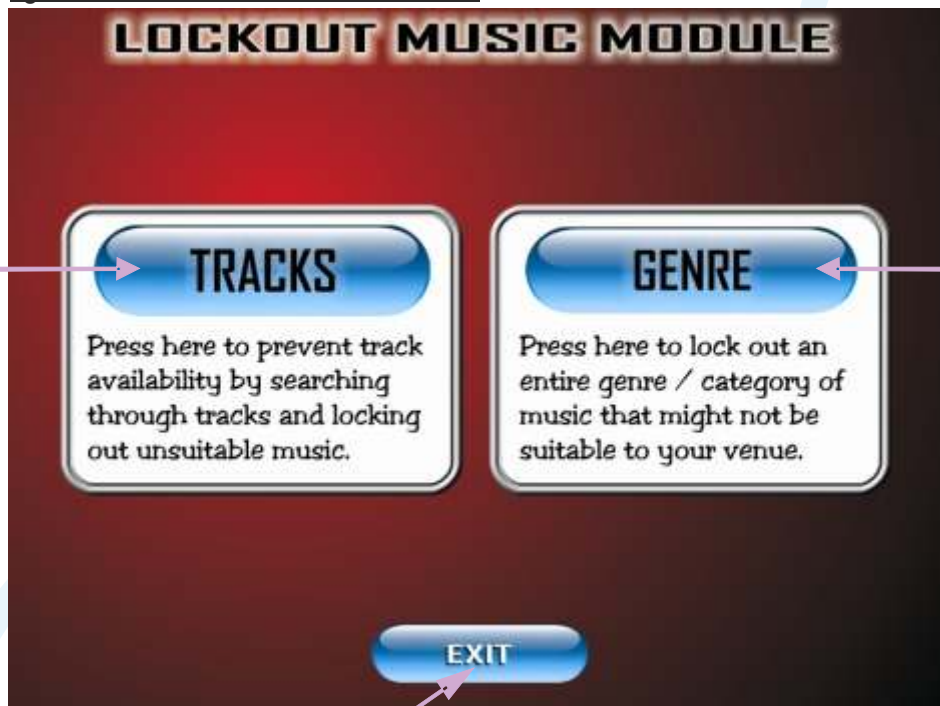 LOCKOUT MUSIC MODULE
TRACKS
Press here to prevent track
availability by searching
through tracks and locking
out unsuitable music.
GENRE
Press here to lock out an
entire genre / category of
music that might not be
suitable to your venue.
EXIT